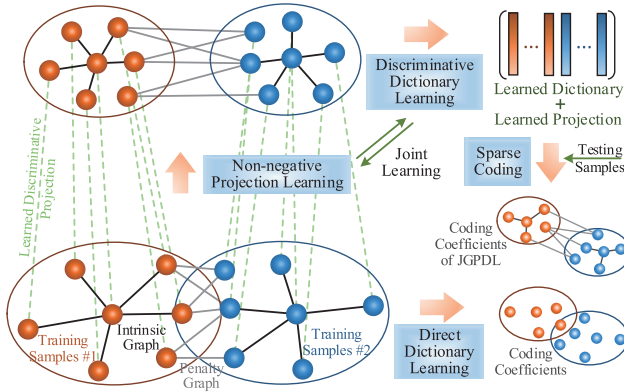 Discriminative
Dictionary
Learning
Learned Dictionary
+
Learned Projection
Learned Discriminative
Projection
Non-negative
Projection Learning
Joint
Learning
Sparse
Coding
Testing
Samples
Coding
Coefficients
of JGPDL
Training
Samples #1
Intrinsic
Graph
Penalty
Graph
Training
Samples #2
Direct
Dictionary
Learning
Coding
Coefficients